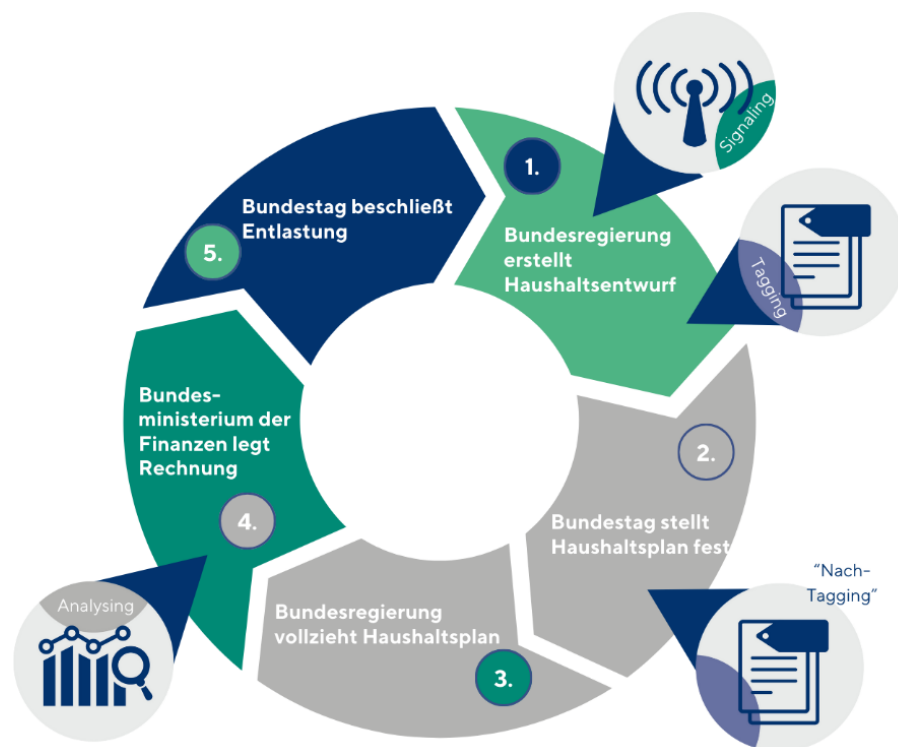 Signaling
1.
Bundesregierung
erstellt
Haushaltsentwurf
Tagging
2.
Bundestag stellt
Haushaltsplan fest
“Nach-
Tagging”
3.
Bundesregierung
vollzieht Haushaltsplan
4.
Bundes-
ministerium der
Finanzen legt
Rechnung
Analysing
5.
Bundestag beschließt
Entlastung